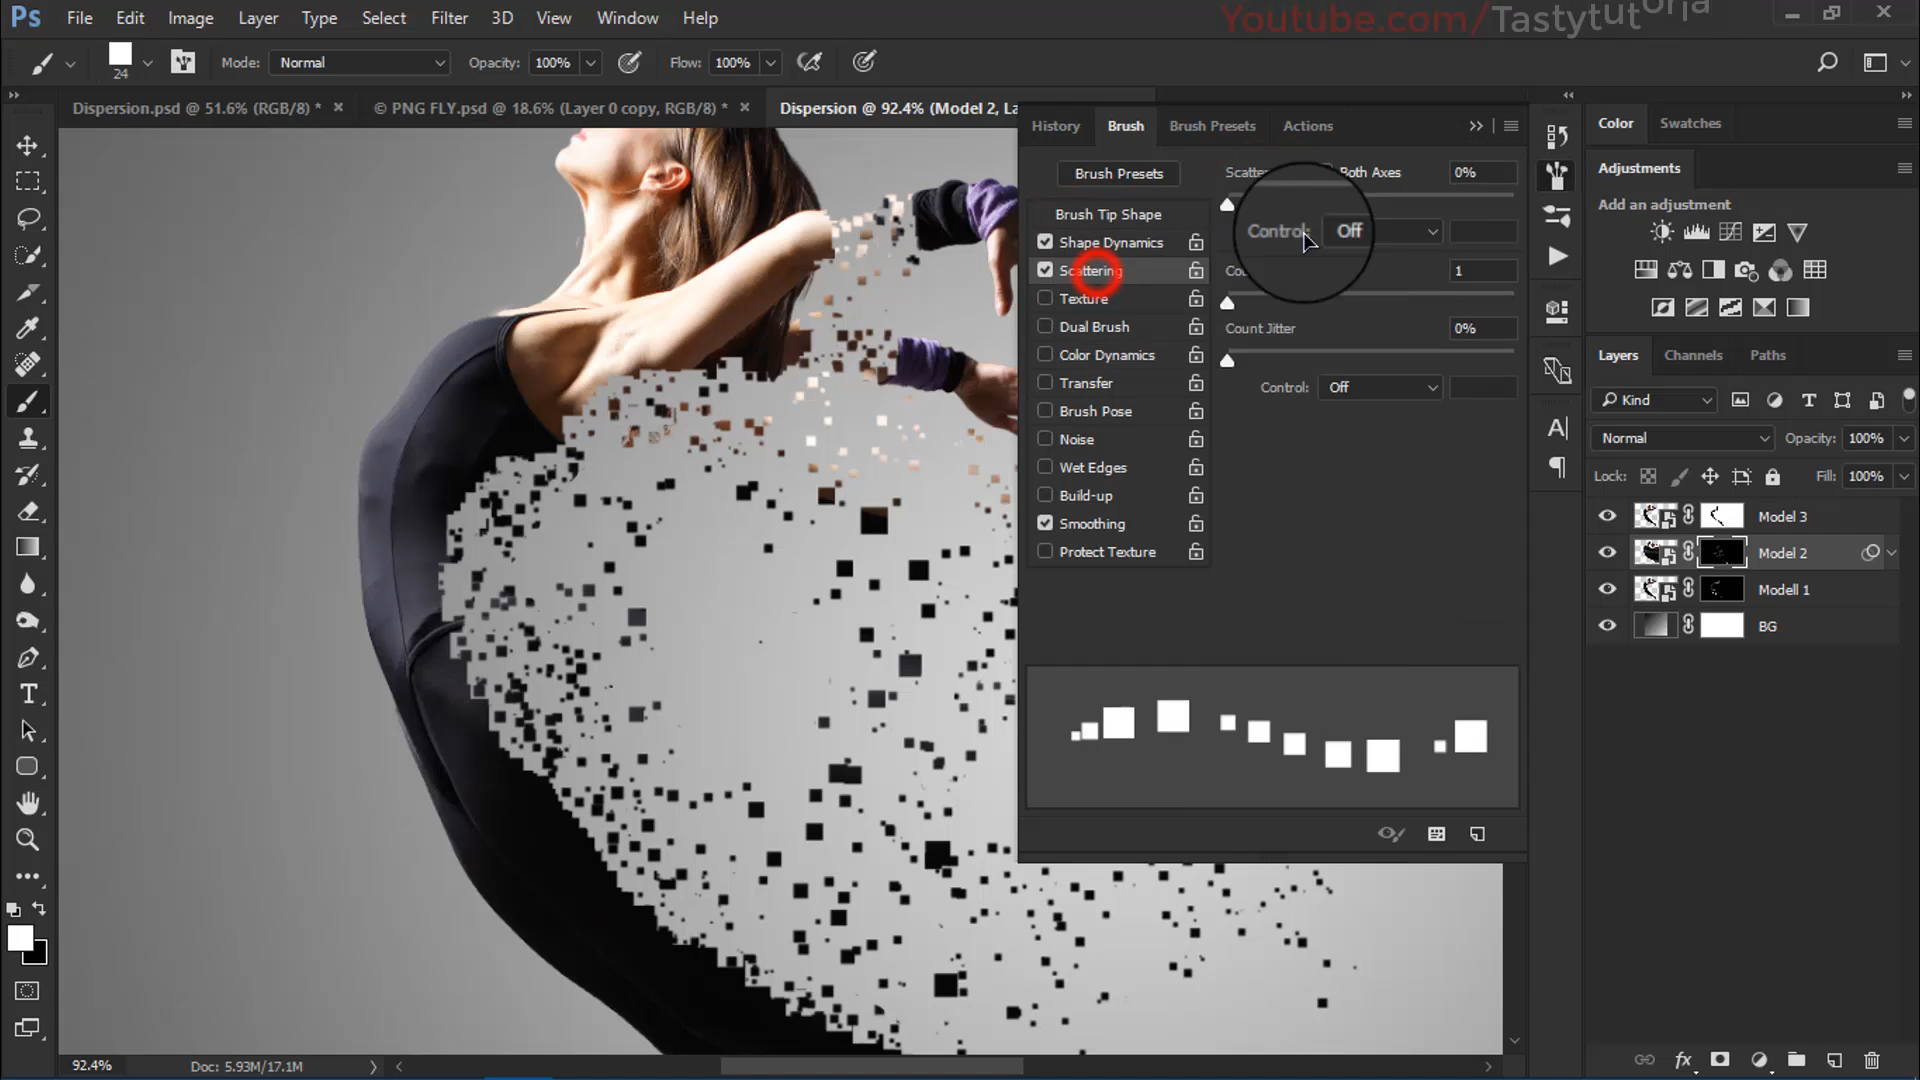 Youtube.com/Tastytutorja
Ps File Edit Image Layer Type Select Filter 3D View Window Help
24 Mode: Normal Opacity: 100% Flow: 100%
Dispersion.psd @ 51.6% (RGB/8) * × © PNG FLY.psd @ 18.6% (Layer 0 copy, RGB/8) * × Dispersion @ 92.4% (Model 2, La
History Brush Brush Presets Actions
Color Swatches
Brush Presets
Scatter Both Axes 0%
Adjustments
Add an adjustment
Brush Tip Shape
Control: Off
Shape Dynamics
Scattering
Cou 1
Texture
Count Jitter 0%
Dual Brush
Color Dynamics
Transfer
Control: Off
Brush Pose
Noise
Wet Edges
Build-up
Smoothing
Protect Texture
Layers Channels Paths
Kind
Normal Opacity: 100%
Lock: Fill: 100%
Model 3
Model 2
Modell 1
BG
92.4% Doc: 5.93M/17.1M